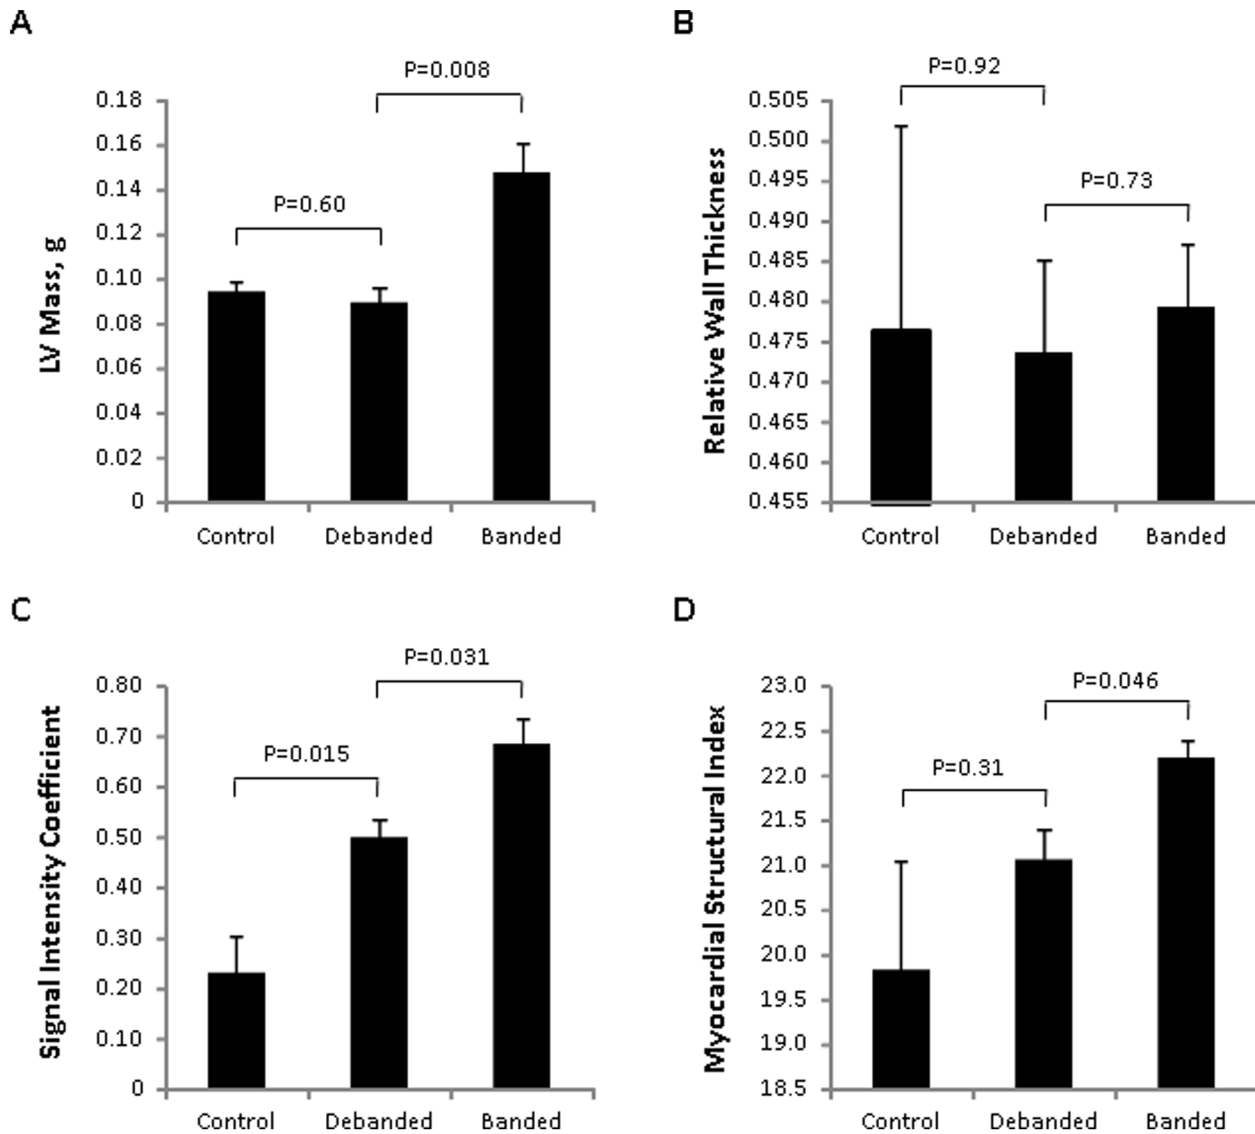 A
P=0.008
P=0.60
LV Mass, g
0.18
0.16
0.14
0.12
0.10
0.08
0.06
0.04
0.02
0
Control Debanded Banded
B
P=0.92
P=0.73
Relative Wall Thickness
0.505
0.500
0.495
0.490
0.485
0.480
0.475
0.470
0.465
0.460
0.455
Control Debanded Banded
C
P=0.031
P=0.015
Signal Intensity Coefficient
0.80
0.70
0.60
0.50
0.40
0.30
0.20
0.10
0
Control Debanded Banded
D
P=0.046
P=0.31
Myocardial Structural Index
23.0
22.5
22.0
21.5
21.0
20.5
20.0
19.5
19.0
18.5
Control Debanded Banded